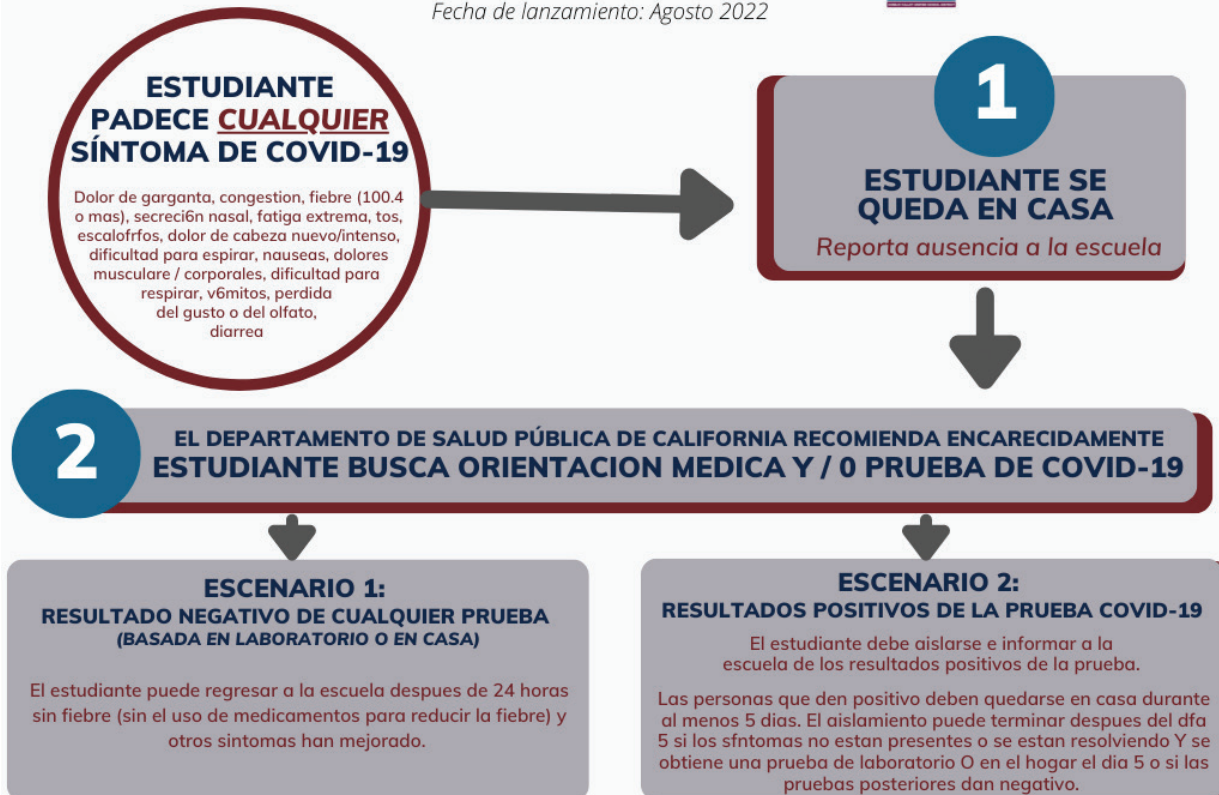 Fecha de lanzamiento: Agosto 2022
ESTUDIANTE
PADECE CUALQUIER
SÍNTOMA DE COVID-19
Dolor de garganta, congestion, fiebre (100.4
o mas), secreci6n nasal, fatiga extrema, tos,
escalofrfos, dolor de cabeza nuevo/intenso,
dificultad para espirar, nauseas, dolores
musculare / corporales, dificultad para
respirar, v6mitos, perdida
del gusto o del olfato,
diarrea
1
ESTUDIANTE SE
QUEDA EN CASA
Reporta ausencia a la escuela
2
EL DEPARTAMENTO DE SALUD PÚBLICA DE CALIFORNIA RECOMIENDA ENCARECIDAMENTE
ESTUDIANTE BUSCA ORIENTACION MEDICA Y / 0 PRUEBA DE COVID-19
ESCENARIO 1:
RESULTADO NEGATIVO DE CUALQUIER PRUEBA
(BASADA EN LABORATORIO O EN CASA)
El estudiante puede regresar a la escuela despues de 24 horas
sin fiebre (sin el uso de medicamentos para reducir la fiebre) y
otros sintomas han mejorado.
ESCENARIO 2:
RESULTADOS POSITIVOS DE LA PRUEBA COVID-19
El estudiante debe aislarse e informar a la
escuela de los resultados positivos de la prueba.
Las personas que den positivo deben quedarse en casa durante
al menos 5 dias. El aislamiento puede terminar despues del dfa
5 si los sfntomas no estan presentes o se estan resolviendo Y se
obtiene una prueba de laboratorio O en el hogar el dia 5 o si las
pruebas posteriores dan negativo.